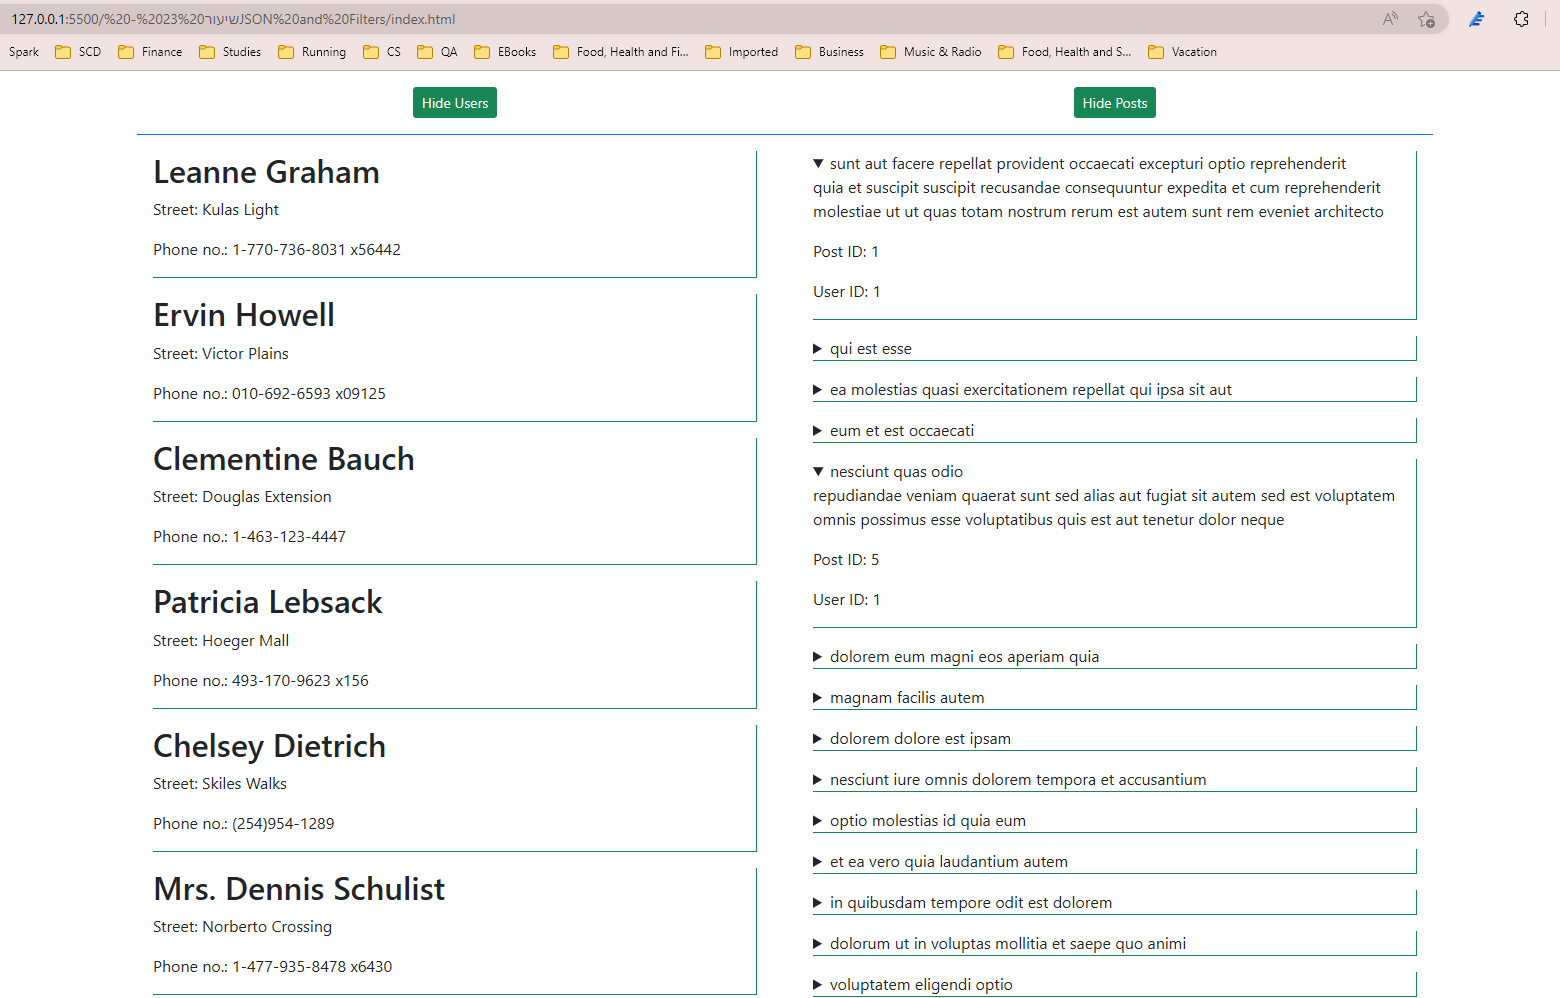 127.0.0.1:5500/%20-%2023%20שיעורJSON%20and%20Filters/index.html
Spark SCD Finance Studies Running CS QA EBooks Food, Health and Fi... Imported Business Music & Radio Food, Health and S... Vacation
Hide Users
Hide Posts
Leanne Graham
Street: Kulas Light
Phone no.: 1-770-736-8031 x56442
Ervin Howell
Street: Victor Plains
Phone no.: 010-692-6593 x09125
Clementine Bauch
Street: Douglas Extension
Phone no.: 1-463-123-4447
Patricia Lebsack
Street: Hoeger Mall
Phone no.: 493-170-9623 x156
Chelsey Dietrich
Street: Skiles Walks
Phone no.: (254)954-1289
Mrs. Dennis Schulist
Street: Norberto Crossing
Phone no.: 1-477-935-8478 x6430
sunt aut facere repellat provident occaecati excepturi optio reprehenderit
quia et suscipit suscipit recusandae consequuntur expedita et cum reprehenderit
molestiae ut ut quas totam nostrum rerum est autem sunt rem eveniet architecto
Post ID: 1
User ID: 1
qui est esse
ea molestias quasi exercitationem repellat qui ipsa sit aut
eum et est occaecati
nesciunt quas odio
repudiandae veniam quaerat sunt sed alias aut fugiat sit autem sed est voluptatem
omnis possimus esse voluptatibus quis est aut tenetur dolor neque
Post ID: 5
User ID: 1
dolorem eum magni eos aperiam quia
magnam facilis autem
dolorem dolore est ipsam
nesciunt iure omnis dolorem tempora et accusantium
optio molestias id quia eum
et ea vero quia laudantium autem
in quibusdam tempore odit est dolorem
dolorum ut in voluptas mollitia et saepe quo animi
voluptatem eligendi optio